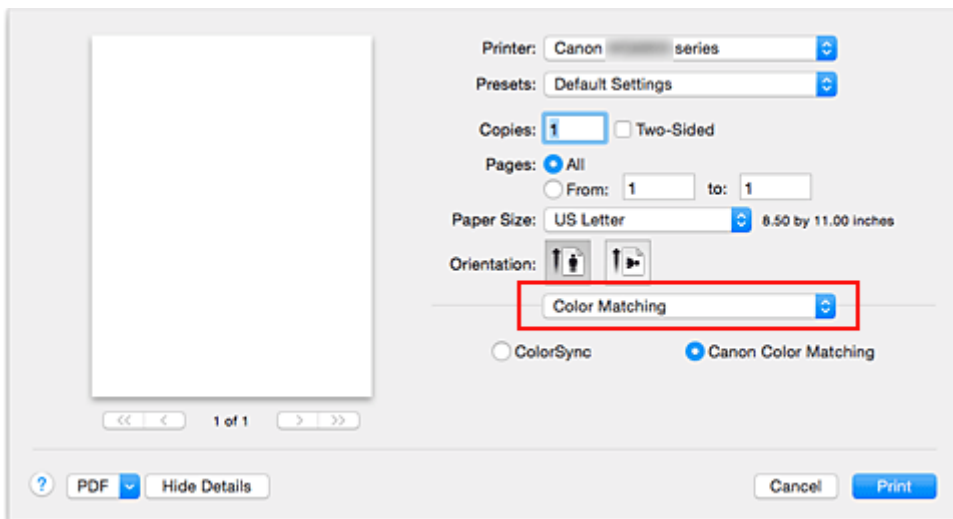 Printer: Canon series
Presets: Default Settings
Copies: 1 Two-Sided
Pages: All
From: 1 to: 1
Paper Size: US Letter 8.50 by 11.00 inches
Orientation:
Color Matching
ColorSync Canon Color Matching
<< < 1 of 1 > >>
? PDF Hide Details Cancel Print